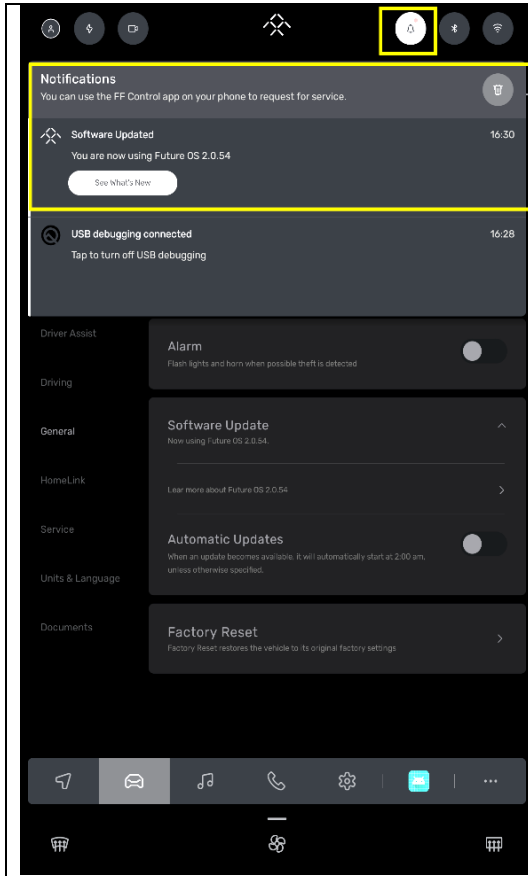 Notifications
You can use the FF Control app on your phone to request for service.
Software Updated 16:30
You are now using Future OS 2.0.54
See What's New
USB debugging connected 16:28
Tap to turn off USB debugging
Driver Assist
Alarm
Flash lights and horn when possible theft is detected
Driving
General
Software Update
Now using Future OS 2.0.54.
HomeLink
Lear more about Future OS 2.0.54
Service
Automatic Updates
When an update becomes available, it will automatically start at 2:00 am,
unless otherwise specified.
Units & Language
Documents
Factory Reset
Factory Reset restores the vehicle to its original factory settings